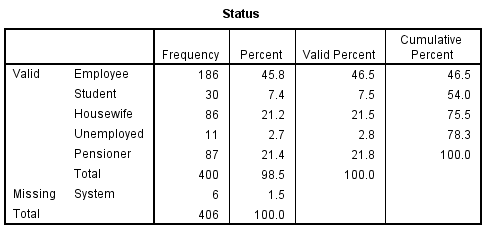 Status
Cumulative
Frequency Percent Valid Percent Percent
Valid Employee 186 45.8 46.5 46.5
Student 30 7.4 7.5 54.0
Housewife 86 21.2 21.5 75.5
Unemployed 11 2.7 2.8 78.3
Pensioner 87 21.4 21.8 100.0
Total 400 98.5 100.0
Missing System 6 1.5
Total 406 100.0